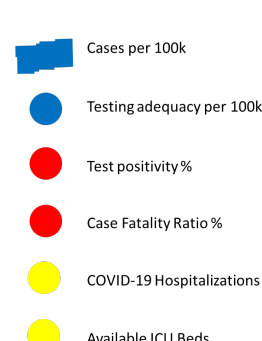 Cases per 100k
Testing adequacy per 100k
Test positivity %
Case Fatality Ratio %
COVID-19 Hospitalizations
Available ICU Beds